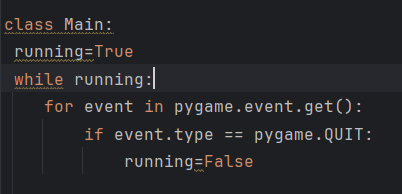 class Main:
 running=True
 while running:
    for event in pygame.event.get():
        if event.type == pygame.QUIT:
            running=False